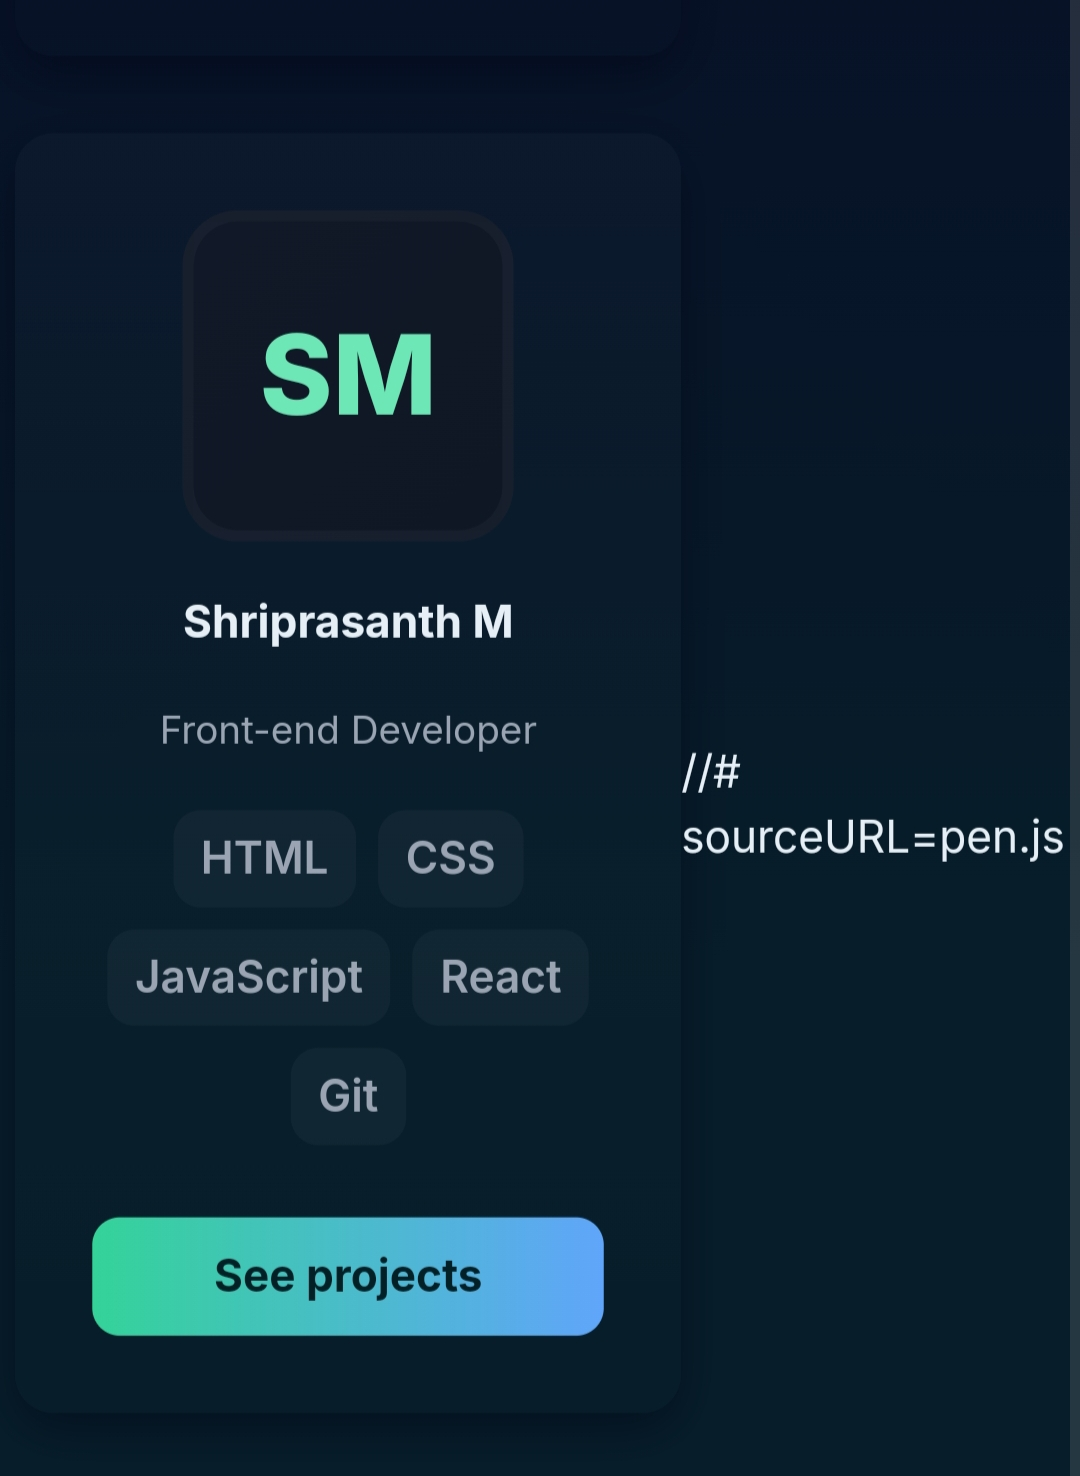 SM
Shriprasanth M
Front-end Developer
//#
sourceURL=pen.js
HTML CSS
JavaScript React
Git
See projects